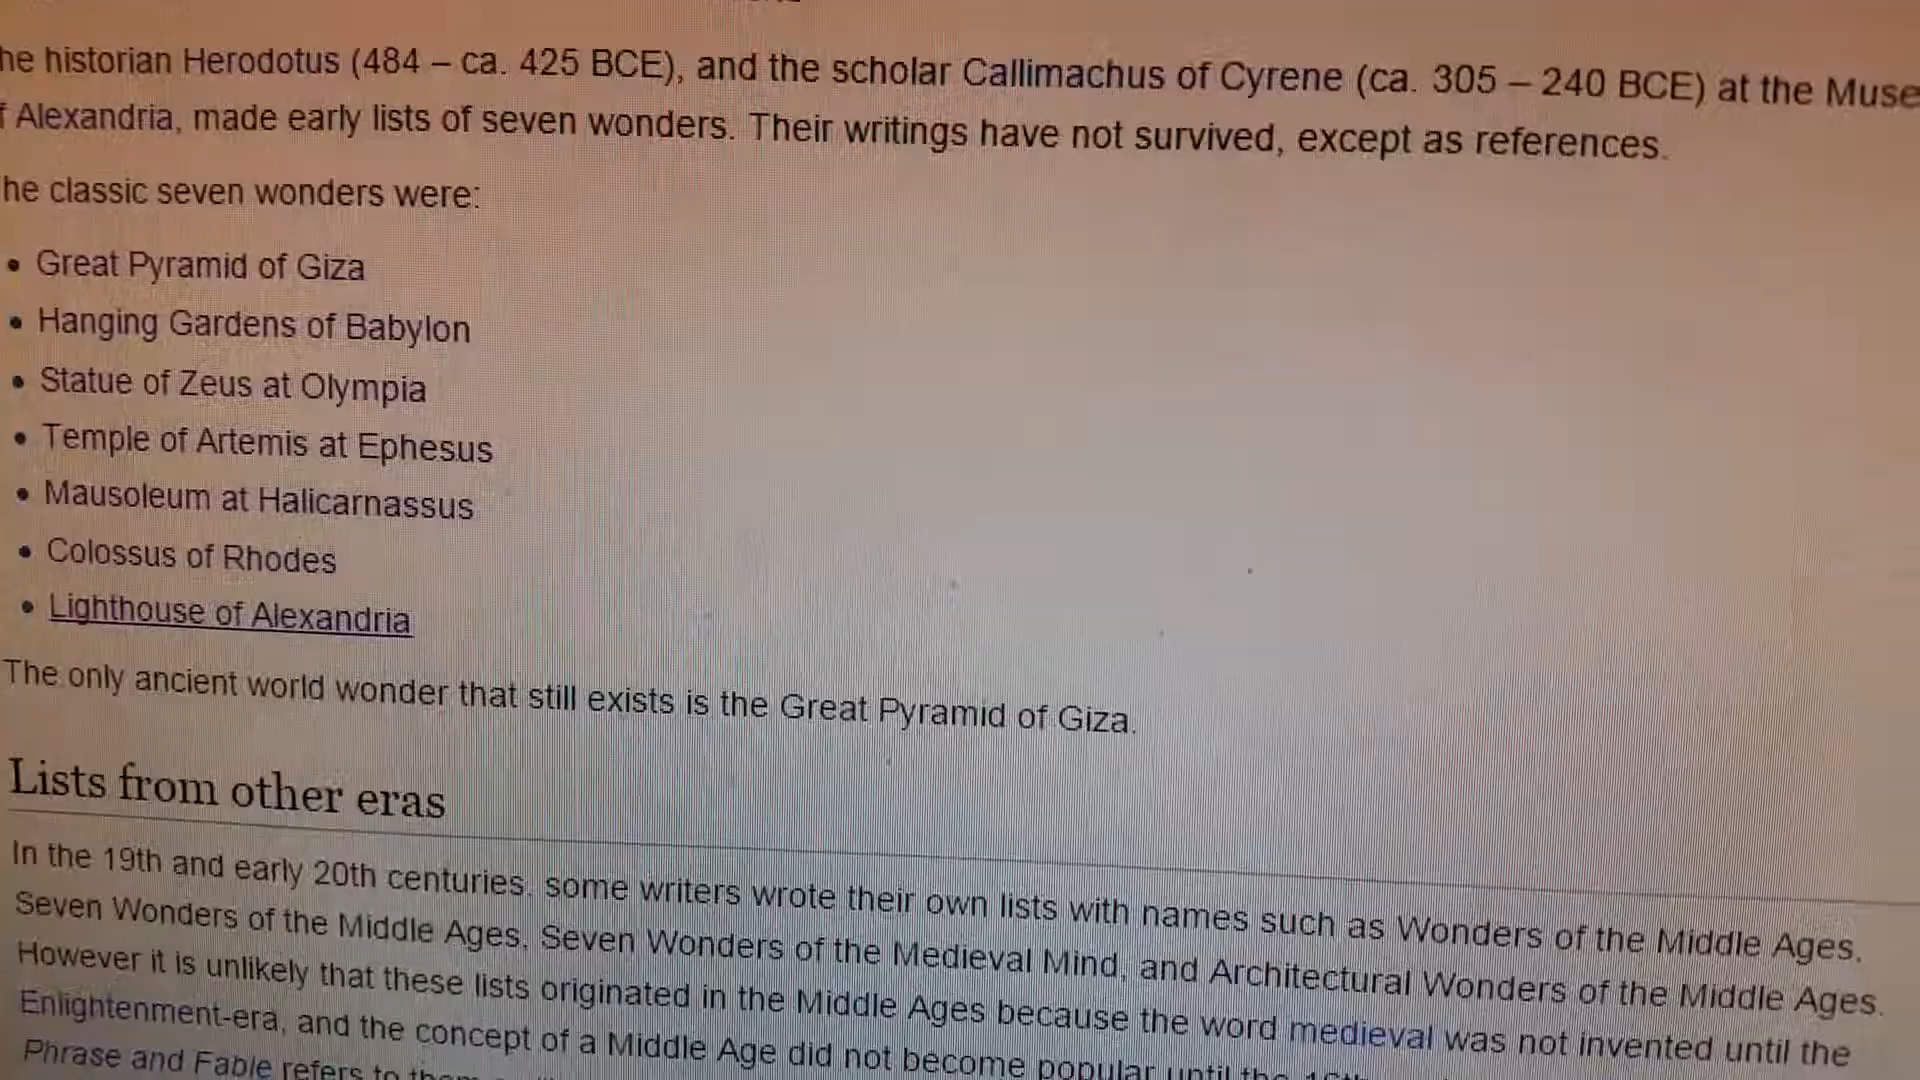 he historian Herodotus (484 – ca. 425 BCE), and the scholar Callimachus of Cyrene (ca. 305 – 240 BCE) at the Muse
f Alexandria, made early lists of seven wonders. Their writings have not survived, except as references.
he classic seven wonders were:
• Great Pyramid of Giza
• Hanging Gardens of Babylon
• Statue of Zeus at Olympia
• Temple of Artemis at Ephesus
• Mausoleum at Halicarnassus
• Colossus of Rhodes
• Lighthouse of Alexandria
The only ancient world wonder that still exists is the Great Pyramid of Giza.
Lists from other eras
In the 19th and early 20th centuries, some writers wrote their own lists with names such as Wonders of the Middle Ages,
Seven Wonders of the Middle Ages, Seven Wonders of the Medieval Mind, and Architectural Wonders of the Middle Ages.
However it is unlikely that these lists originated in the Middle Ages because the word medieval was not invented until the
Enlightenment-era, and the concept of a Middle Age did not become popular until the 16th
Phrase and Fable refers to them